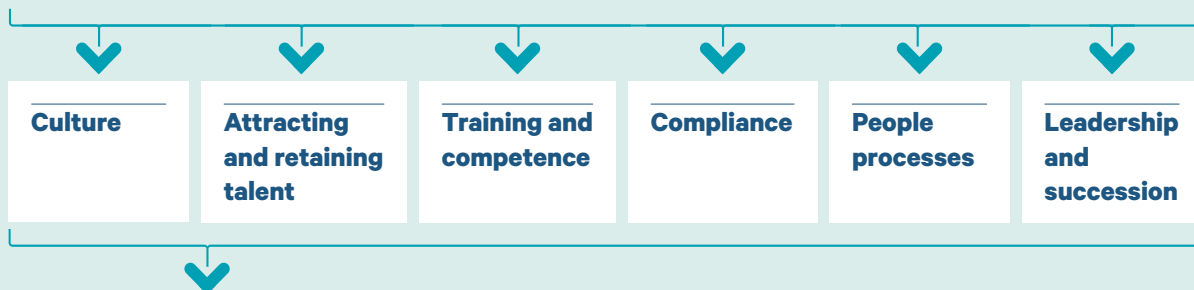 Culture
Attracting
and retaining
talent
Training and
competence
Compliance
People
processes
Leadership
and
succession